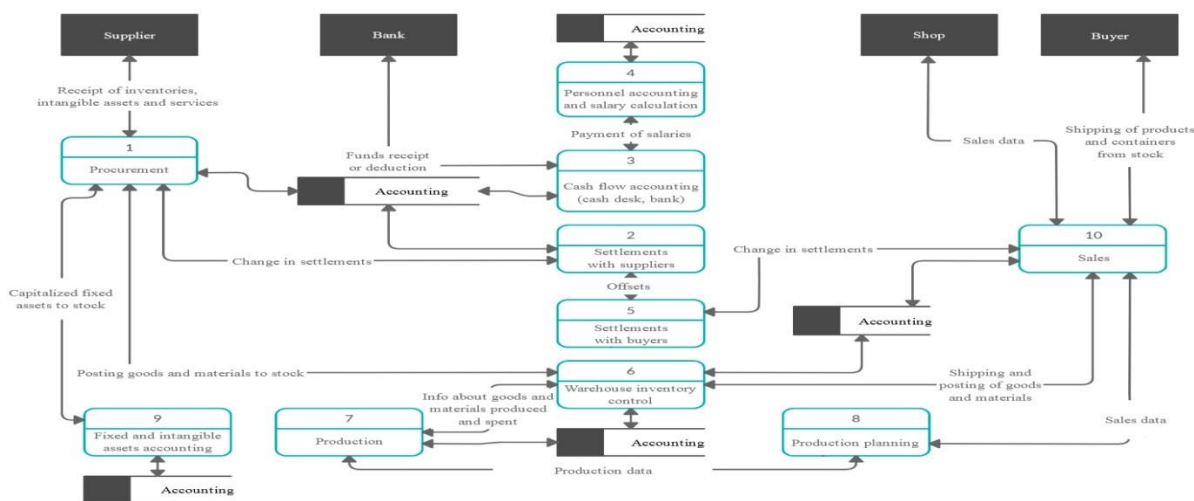 Supplier
Bank
Accounting
Shop
Buyer
4
Personnel accounting
and salary calculation
Receipt of inventories,
intangible assets and services
Payment of salaries
Sales data
Shipping of products
and containers
from stock
1
Procurement
Funds receipt
or deduction
3
Cash flow accounting
(cash desk, bank)
Accounting
2
Settlements
with suppliers
10
Sales
Change in settlements
Change in settlements
Capitalized fixed
assets to stock
Offsets
5
Settlements
with buyers
Accounting
Posting goods and materials to stock
6
Warehouse inventory
control
Shipping and
posting of goods
and materials
Info about goods and
materials produced
and spent
9
Fixed and intangible
assets accounting
7
Production
Accounting
8
Production planning
Sales data
Production data
Accounting